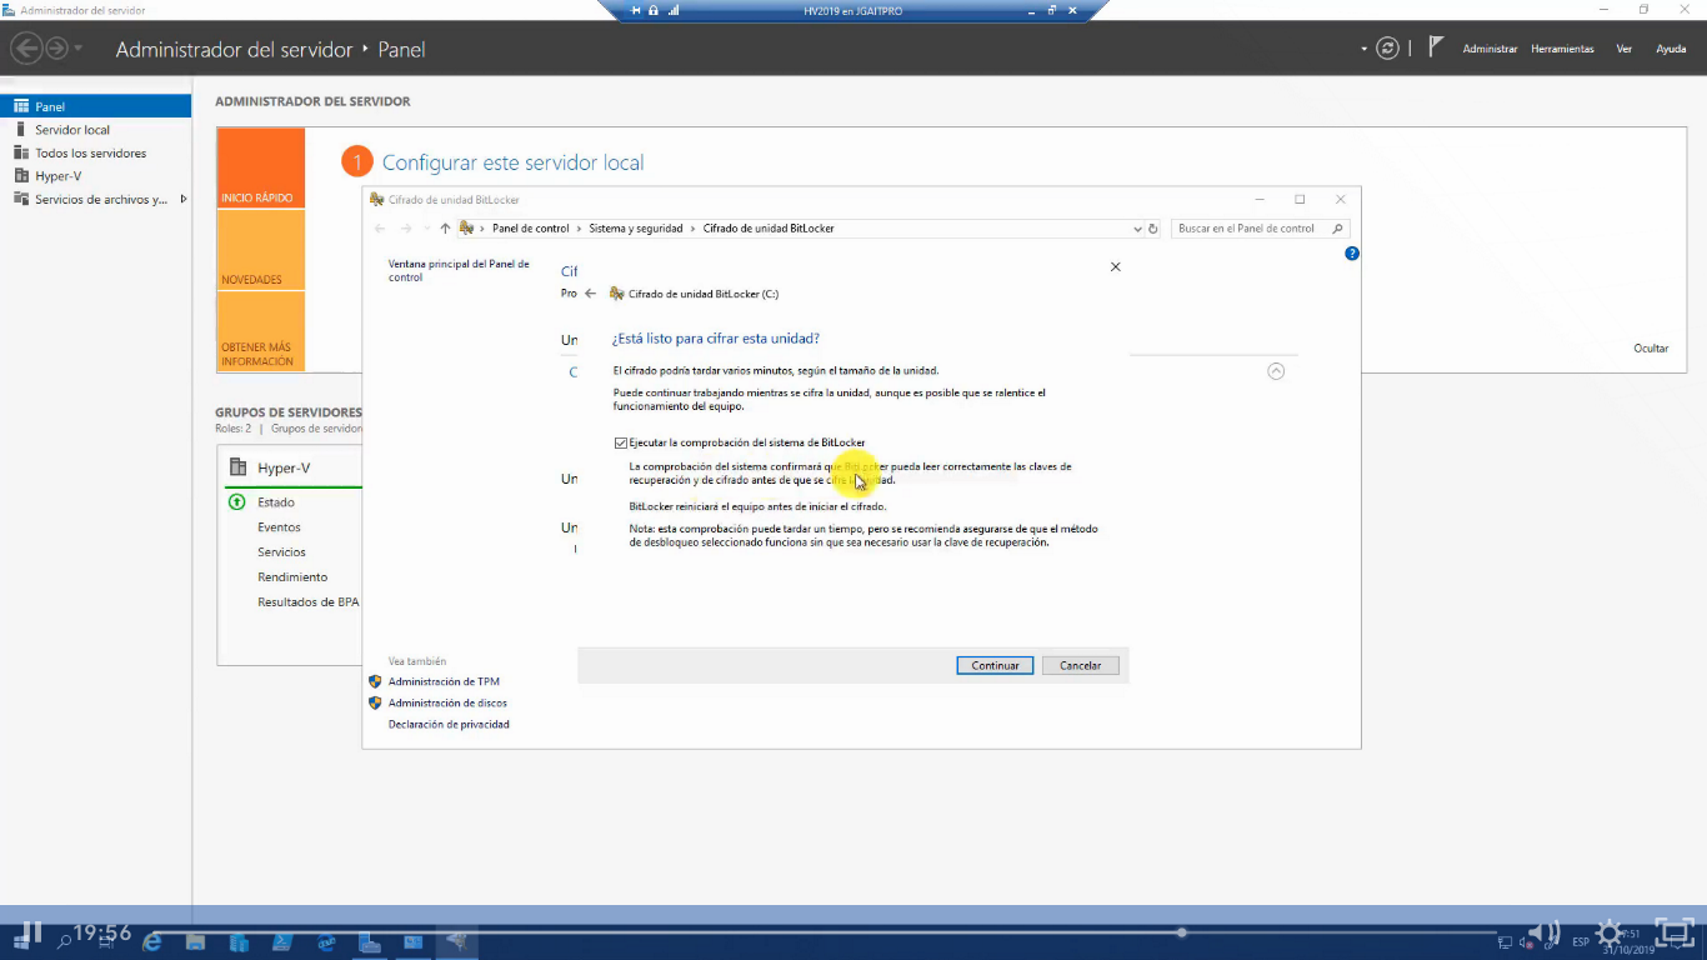 Administrador del servidor
HV2019 en JGAITPRO
Administrador del servidor ‣ Panel
Administrar
Herramientas
Ver
Ayuda
Panel
Servidor local
Todos los servidores
Hyper-V
Servicios de archivos y...
ADMINISTRADOR DEL SERVIDOR
INICIO RÁPIDO
NOVEDADES
OBTENER MÁS
INFORMACIÓN
1 Configurar este servidor local
Ocultar
GRUPOS DE SERVIDORES
Roles: 2 | Grupos de servidor
Hyper-V
Estado
Eventos
Servicios
Rendimiento
Resultados de BPA
Cifrado de unidad BitLocker
Panel de control > Sistema y seguridad > Cifrado de unidad BitLocker
Buscar en el Panel de control
Ventana principal del Panel de
control
Cif
Pro
Un
C
Un
Un
Cifrado de unidad BitLocker (C:)
¿Está listo para cifrar esta unidad?
El cifrado podría tardar varios minutos, según el tamaño de la unidad.
Puede continuar trabajando mientras se cifra la unidad, aunque es posible que se ralentice el
funcionamiento del equipo.
Ejecutar la comprobación del sistema de BitLocker
La comprobación del sistema confirmará que BitLocker pueda leer correctamente las claves de
recuperación y de cifrado antes de que se cifre la unidad.
BitLocker reiniciará el equipo antes de iniciar el cifrado.
Nota: esta comprobación puede tardar un tiempo, pero se recomienda asegurarse de que el método
de desbloqueo seleccionado funciona sin que sea necesario usar la clave de recuperación.
Continuar
Cancelar
Vea también
Administración de TPM
Administración de discos
Declaración de privacidad
19:56
ESP
31/10/2019